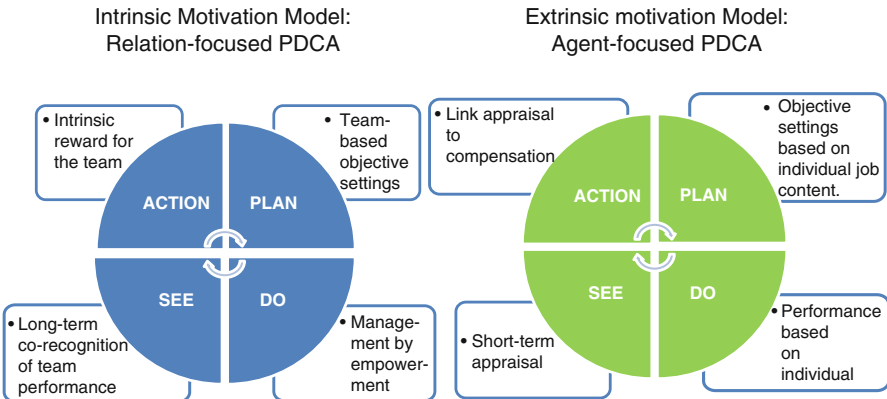 Intrinsic Motivation Model:
Relation-focused PDCA
• Intrinsic
reward for
the team
• Team-
based
objective
settings
ACTION
PLAN
SEE
DO
• Long-term
co-recognition
of team
performance
• Manage-
ment by
empower-
ment
Extrinsic motivation Model:
Agent-focused PDCA
• Link appraisal
to
compensation
• Objective
settings
based on
individual job
content.
ACTION
PLAN
SEE
DO
• Short-term
appraisal
• Performance
based
on
individual